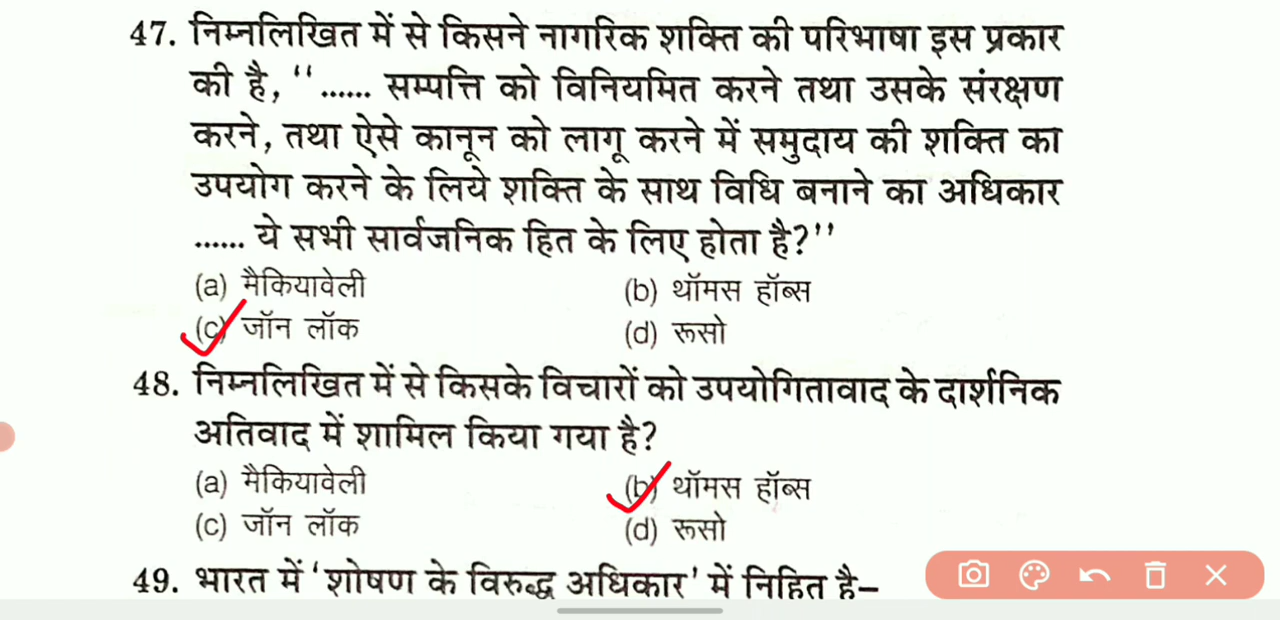 47. निम्नलिखित में से किसने नागरिक शक्ति की परिभाषा इस प्रकार
की है, ‘‘...... सम्पत्ति को विनियमित करने तथा उसके संरक्षण
करने, तथा ऐसे कानून को लागू करने में समुदाय की शक्ति का
उपयोग करने के लिये शक्ति के साथ विधि बनाने का अधिकार
...... ये सभी सार्वजनिक हित के लिए होता है?’’
(a) मैकियावेली (b) थॉमस हॉब्स
(c) जॉन लॉक (d) रूसो
48. निम्नलिखित में से किसके विचारों को उपयोगितावाद के दार्शनिक
अतिवाद में शामिल किया गया है?
(a) मैकियावेली (b) थॉमस हॉब्स
(c) जॉन लॉक (d) रूसो
49. भारत में ‘शोषण के विरुद्ध अधिकार’ में निहित है–